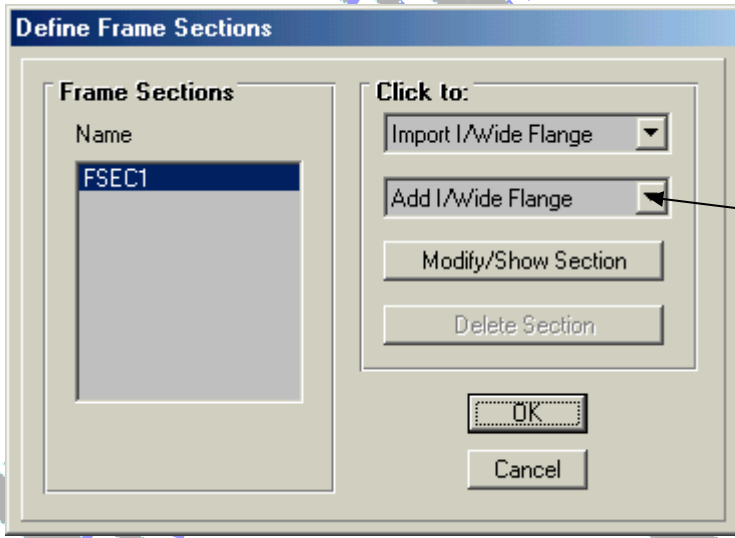 Define Frame Sections
Frame Sections
Name
FSEC1
Click to:
Import I/Wide Flange
Add I/Wide Flange
Modify/Show Section
Delete Section
OK
Cancel